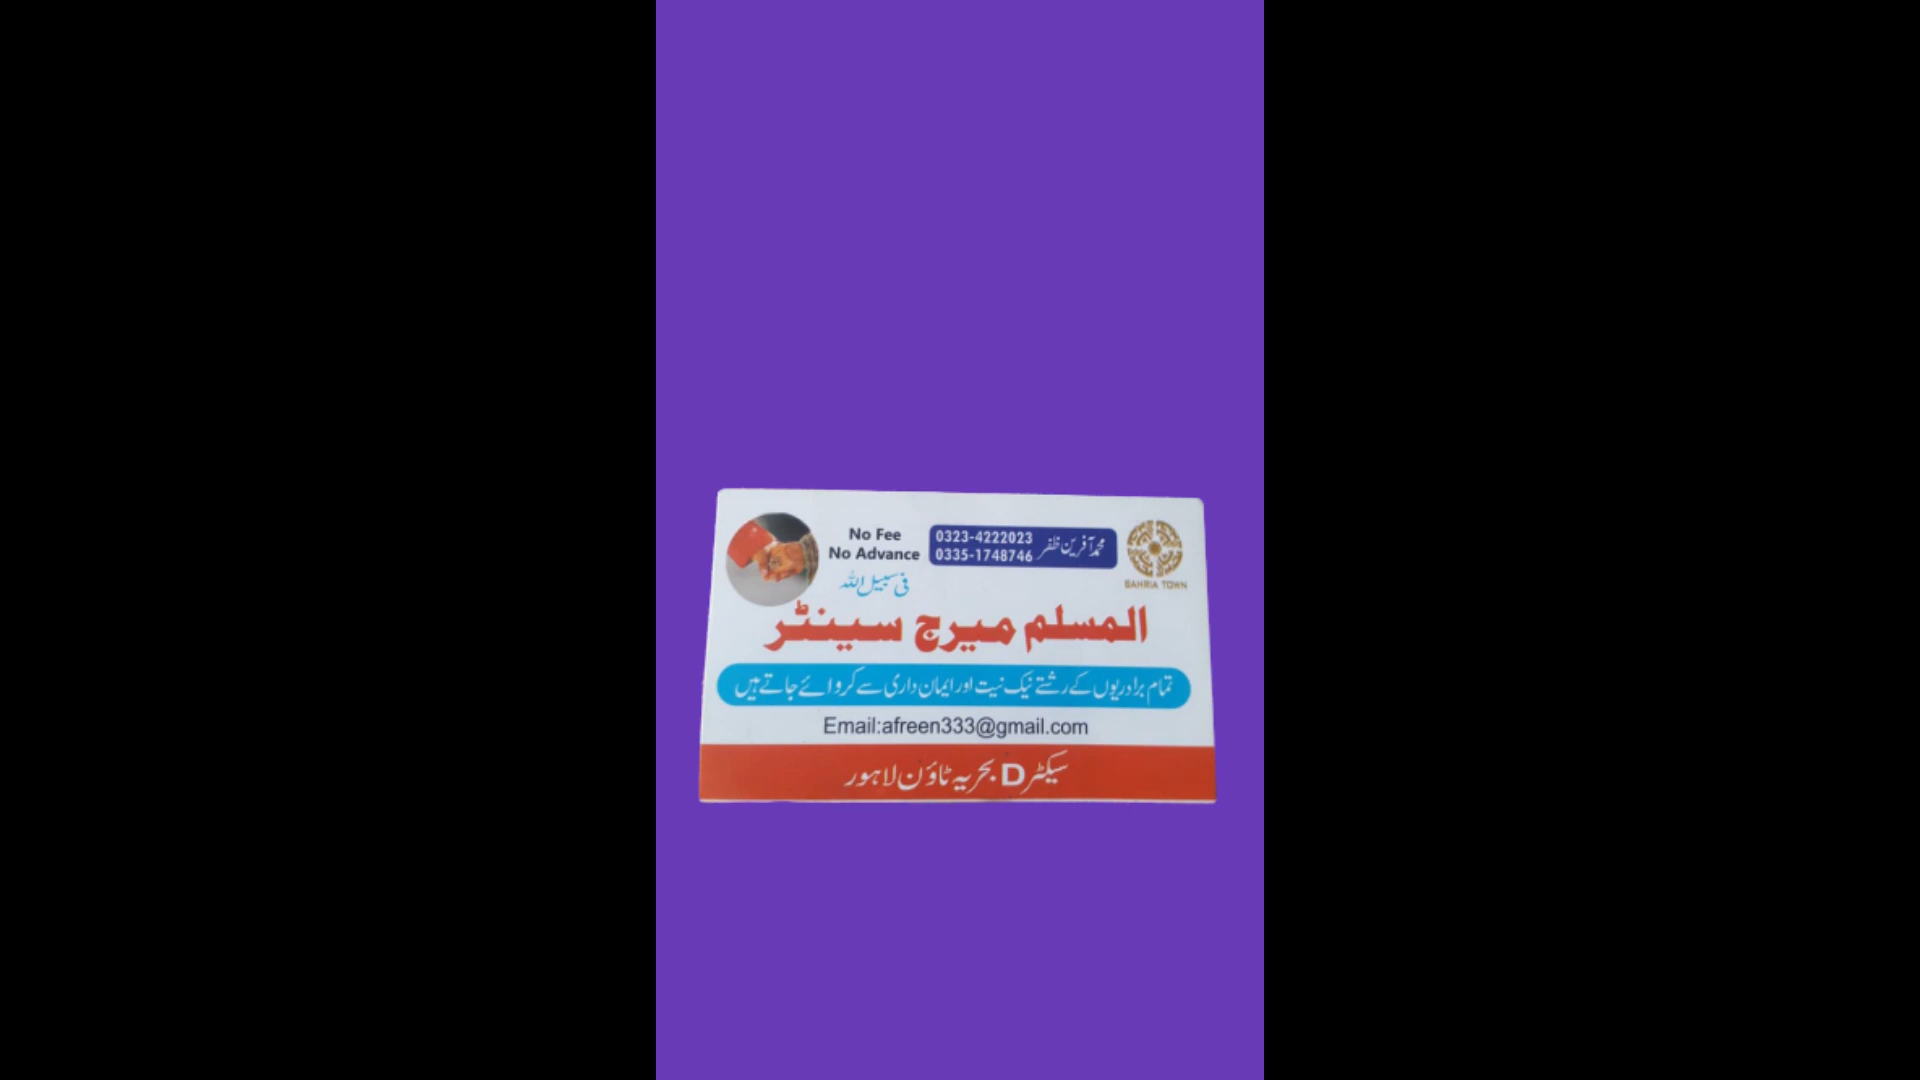 No Fee
No Advance
فی سبیل اللہ
0323-4222023
0335-1748746
محمد آفرین ظفر
BAHRIA TOWN
المسلم میرج سینٹر
تمام برادریوں کے رشتے نیک نیت اور ایمان داری سے کروائے جاتے ہیں
Email:afreen333@gmail.com
سیکٹر D بحریہ ٹاؤن لاہور